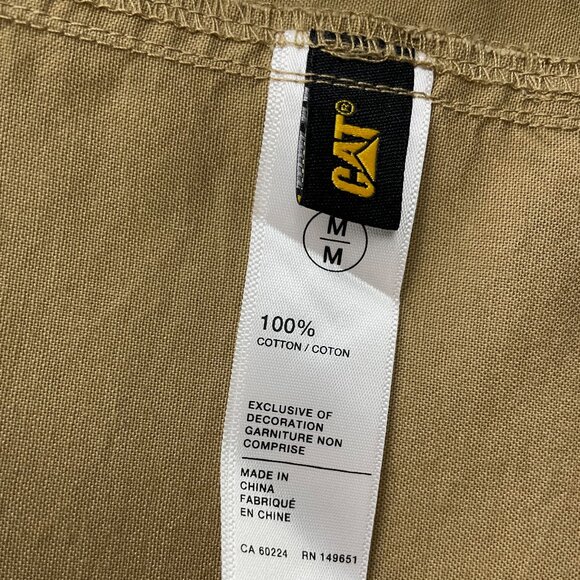 CAT®
M
M
100%
COTTON / COTON
EXCLUSIVE OF
DECORATION
GARNITURE NON
COMPRISE
MADE IN
CHINA
FABRIQUÉ
EN CHINE
CA 60224 RN 149651